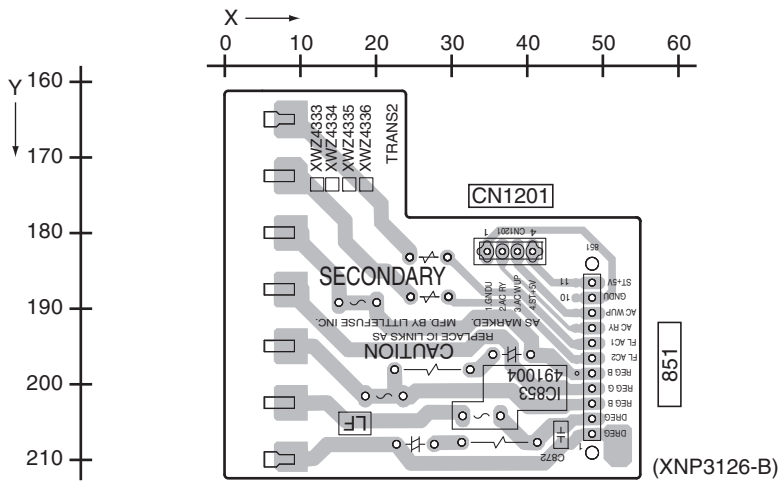 X
0 10 20 30 40 50 60
Y
160
170
180
190
200
210
XWZ4333
XWZ4334
XWZ4335
XWZ4336
TRANS2
CN1201
1 CN1201 4
851
SECONDARY
1.GNDU
2.AC RY
3.AC WUP
4.ST+5V
11 ST+5V
10 GNDU
AC WUP
AC RY
FL AC1
FL AC2
REG B
REG G
REG B
DREG
DREG
1
CAUTION
REPLACE IC LINKS AS
MFD. BY LITTLEFUSE INC.
AS MARKED.
IC853
491004
LF
C872
851
(XNP3126-B)